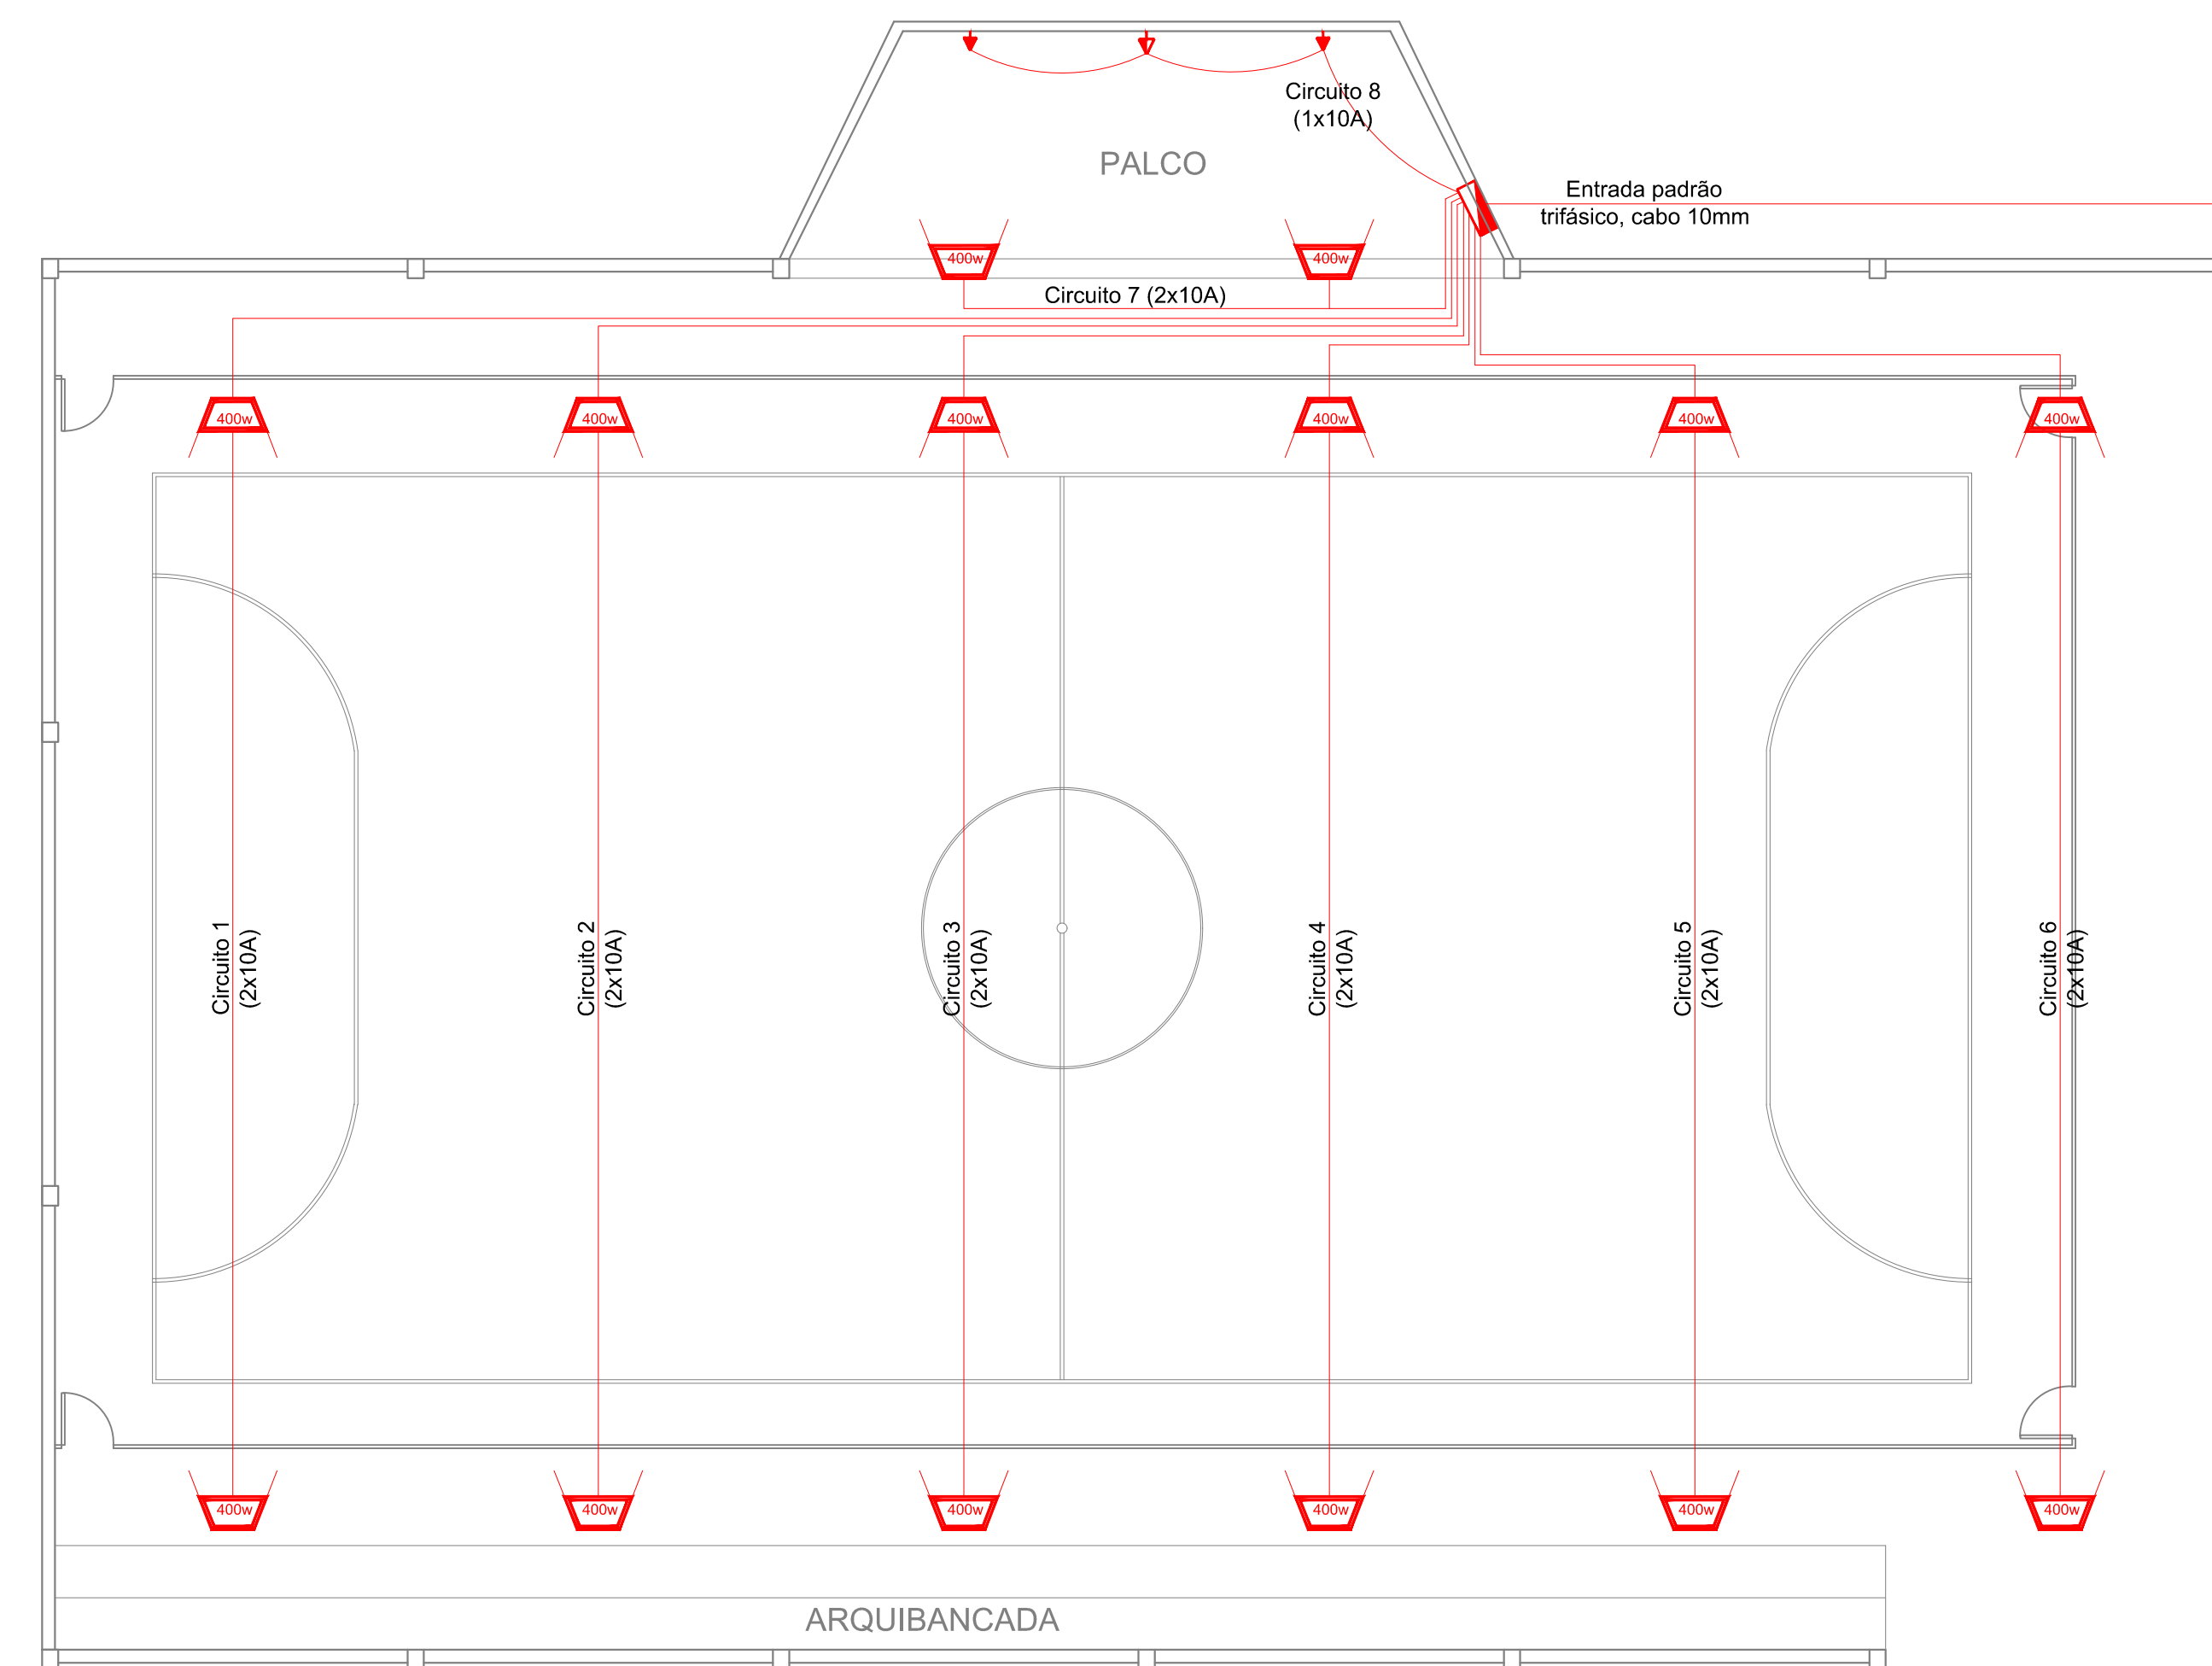 Circuito 8
(1x10A)
PALCO
Entrada padrão
trifásico, cabo 10mm
400w
400w
Circuito 7 (2x10A)
400w
400w
400w
400w
400w
400w
Circuito 1
(2x10A)
Circuito 2
(2x10A)
Circuito 3
(2x10A)
Circuito 4
(2x10A)
Circuito 5
(2x10A)
Circuito 6
(2x10A)
400w
400w
400w
400w
400w
400w
ARQUIBANCADA